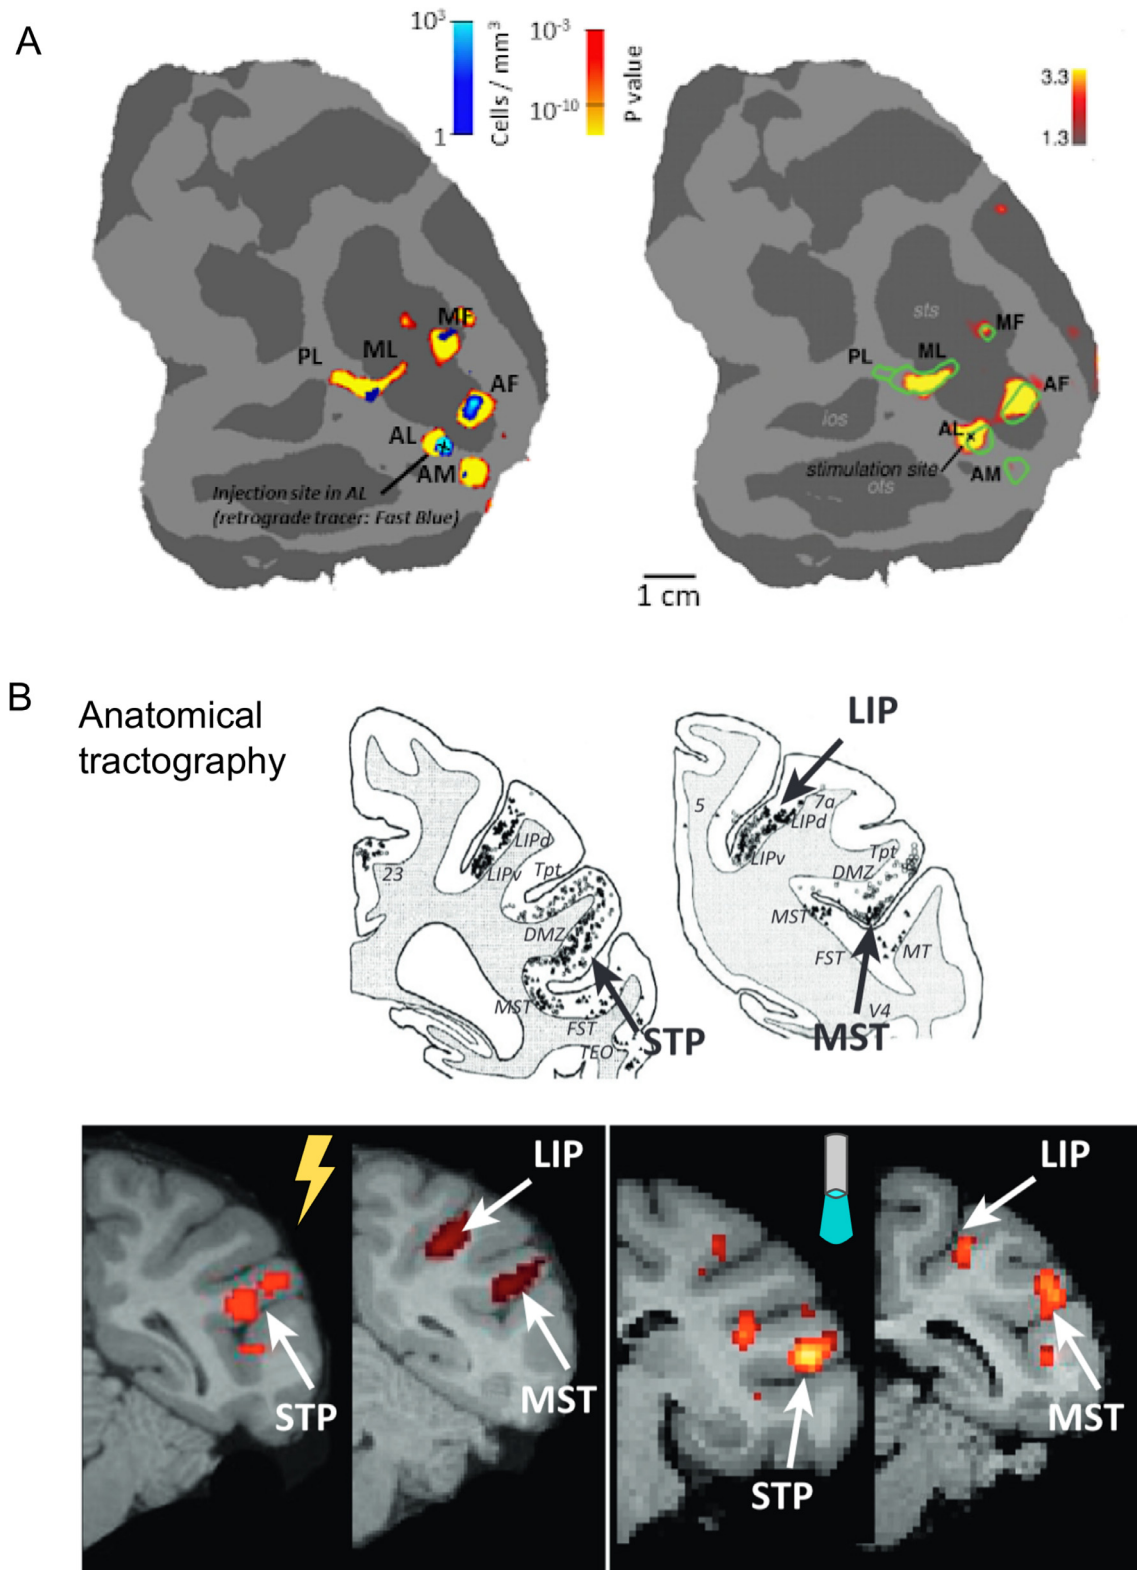 A
10³
1
Cells / mm³
10⁻³
10⁻¹⁰
P value
3.3
1.3
MF
PL
ML
AF
AL
AM
Injection site in AL
(retrograde tracer: Fast Blue)
sts
MF
PL
ML
AF
ios
AL
stimulation site
AM
ots
1 cm
B
Anatomical
tractography
LIPd
LIPv
23
Tpt
DMZ
MST
FST
TEO
STP
LIP
5
7a
LIPd
LIPv
Tpt
DMZ
MST
FST
MT
V4
MST
STP
LIP
MST
STP
LIP
MST